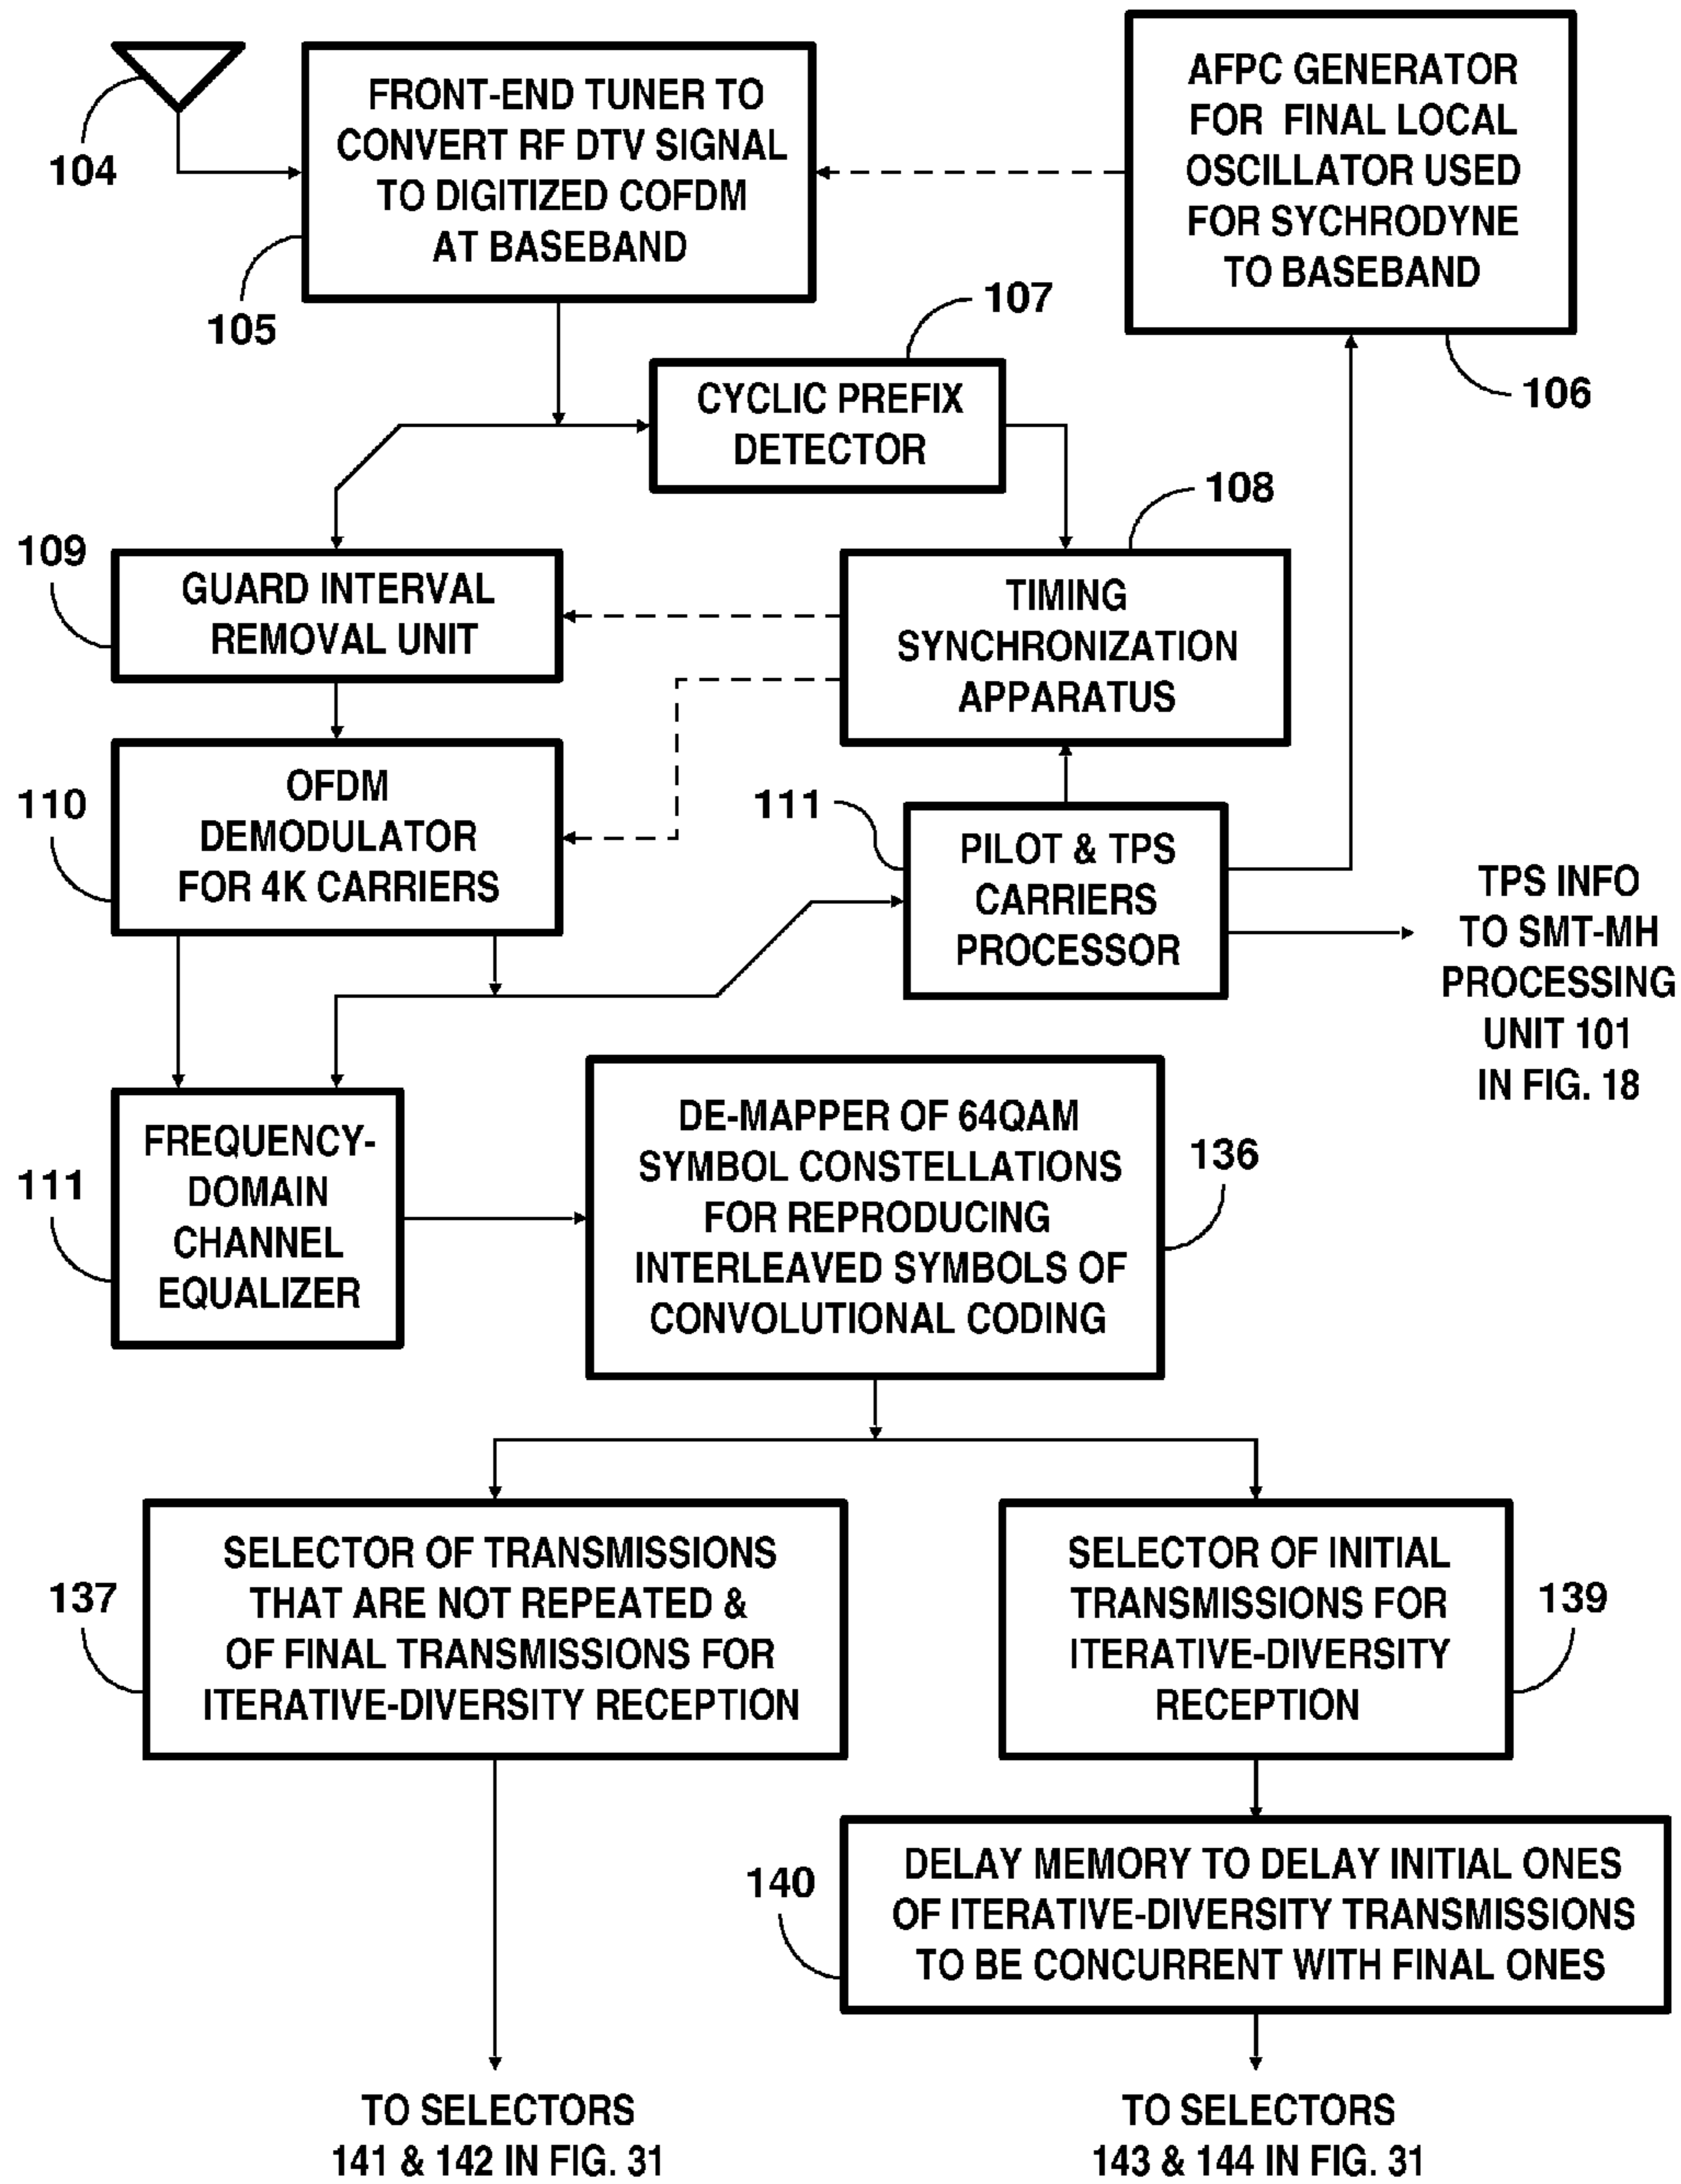 104
FRONT-END TUNER TO
CONVERT RF DTV SIGNAL
TO DIGITIZED COFDM
AT BASEBAND
105
AFPC GENERATOR
FOR FINAL LOCAL
OSCILLATOR USED
FOR SYCHRODYNE
TO BASEBAND
106
107
CYCLIC PREFIX
DETECTOR
108
109
GUARD INTERVAL
REMOVAL UNIT
TIMING
SYNCHRONIZATION
APPARATUS
110
OFDM
DEMODULATOR
FOR 4K CARRIERS
111
PILOT & TPS
CARRIERS
PROCESSOR
TPS INFO
TO SMT-MH
PROCESSING
UNIT 101
IN FIG. 18
111
FREQUENCY-
DOMAIN
CHANNEL
EQUALIZER
DE-MAPPER OF 64QAM
SYMBOL CONSTELLATIONS
FOR REPRODUCING
INTERLEAVED SYMBOLS OF
CONVOLUTIONAL CODING
136
137
SELECTOR OF TRANSMISSIONS
THAT ARE NOT REPEATED &
OF FINAL TRANSMISSIONS FOR
ITERATIVE-DIVERSITY RECEPTION
SELECTOR OF INITIAL
TRANSMISSIONS FOR
ITERATIVE-DIVERSITY
RECEPTION
139
140
DELAY MEMORY TO DELAY INITIAL ONES
OF ITERATIVE-DIVERSITY TRANSMISSIONS
TO BE CONCURRENT WITH FINAL ONES
TO SELECTORS
141 & 142 IN FIG. 31
TO SELECTORS
143 & 144 IN FIG. 31